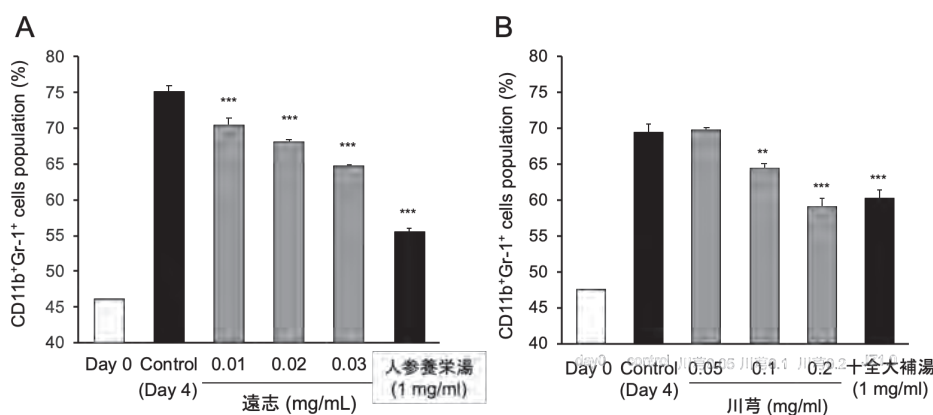 A
CD11b⁺Gr-1⁺ cells population (%)
80
75
70
65
60
55
50
45
40
***
***
***
***
Day 0 Control 0.01 0.02 0.03 人参養栄湯
(Day 4) (1 mg/ml)
遠志 (mg/mL)
B
CD11b⁺Gr-1⁺ cells population (%)
80
75
70
65
60
55
50
45
40
**
***
***
Day 0 Control 0.05 0.1 0.2 十全大補湯
(Day 4) (1 mg/ml)
川芎 (mg/ml)